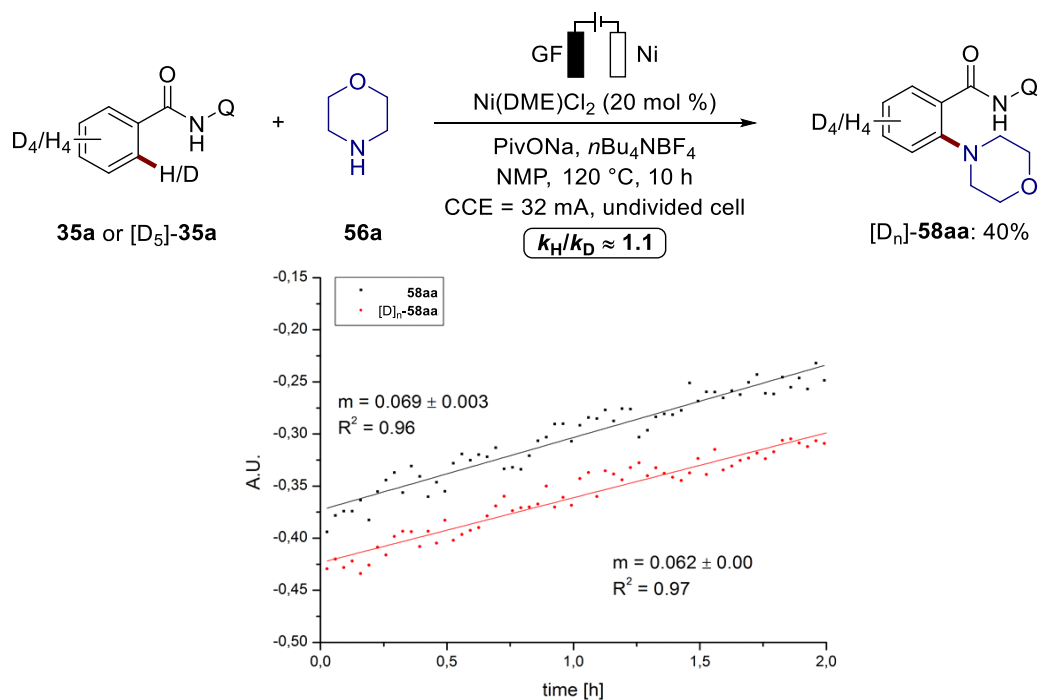 GF Ni
O
N
H
Q
D4/H4
H/D
+
O
N
H
Ni(DME)Cl2 (20 mol %)
PivONa, nBu4NBF4
NMP, 120 °C, 10 h
CCE = 32 mA, undivided cell
kH/kD ≈ 1.1
O
N
H
Q
D4/H4
N
O
35a or [D5]-35a
56a
[Dn]-58aa: 40%
58aa
[D]n-58aa
m = 0.069 ± 0.003
R2 = 0.96
m = 0.062 ± 0.00
R2 = 0.97
A.U.
-0,15
-0,20
-0,25
-0,30
-0,35
-0,40
-0,45
-0,50
0,0 0,5 1,0 1,5 2,0
time [h]